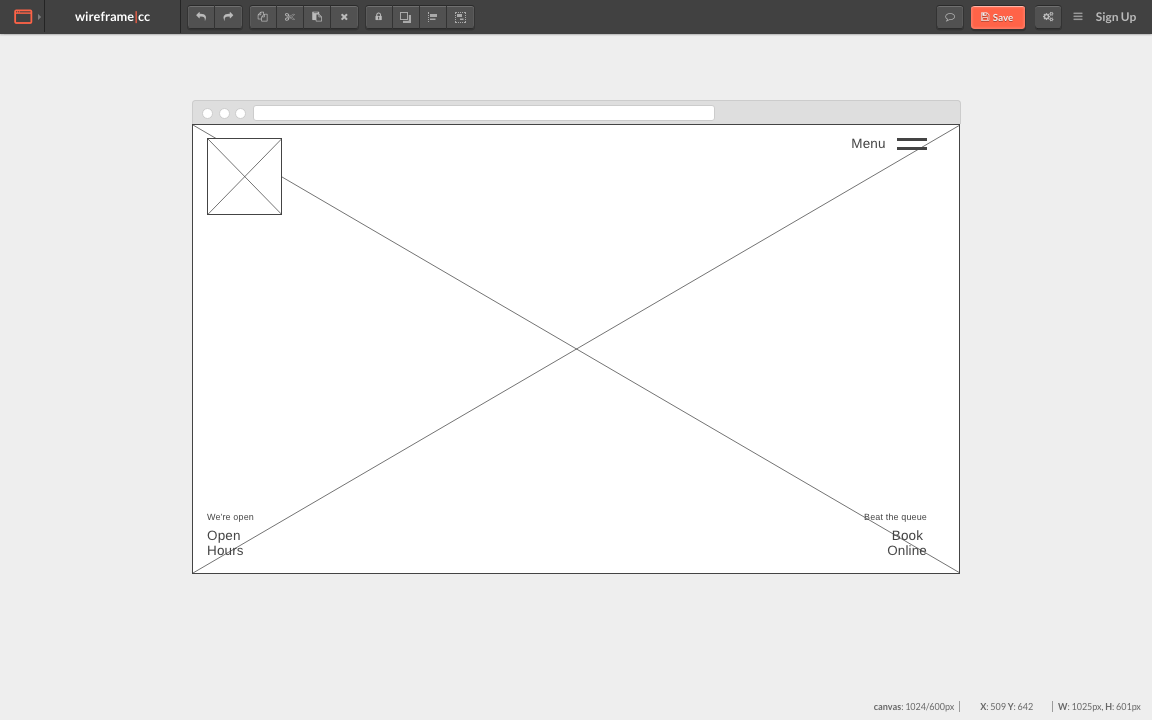 wireframe|cc
Save
Sign Up
Menu
We're open
Open
Hours
Beat the queue
Book
Online
canvas: 1024/600px
X: 509 Y: 642
W: 1025px, H: 601px